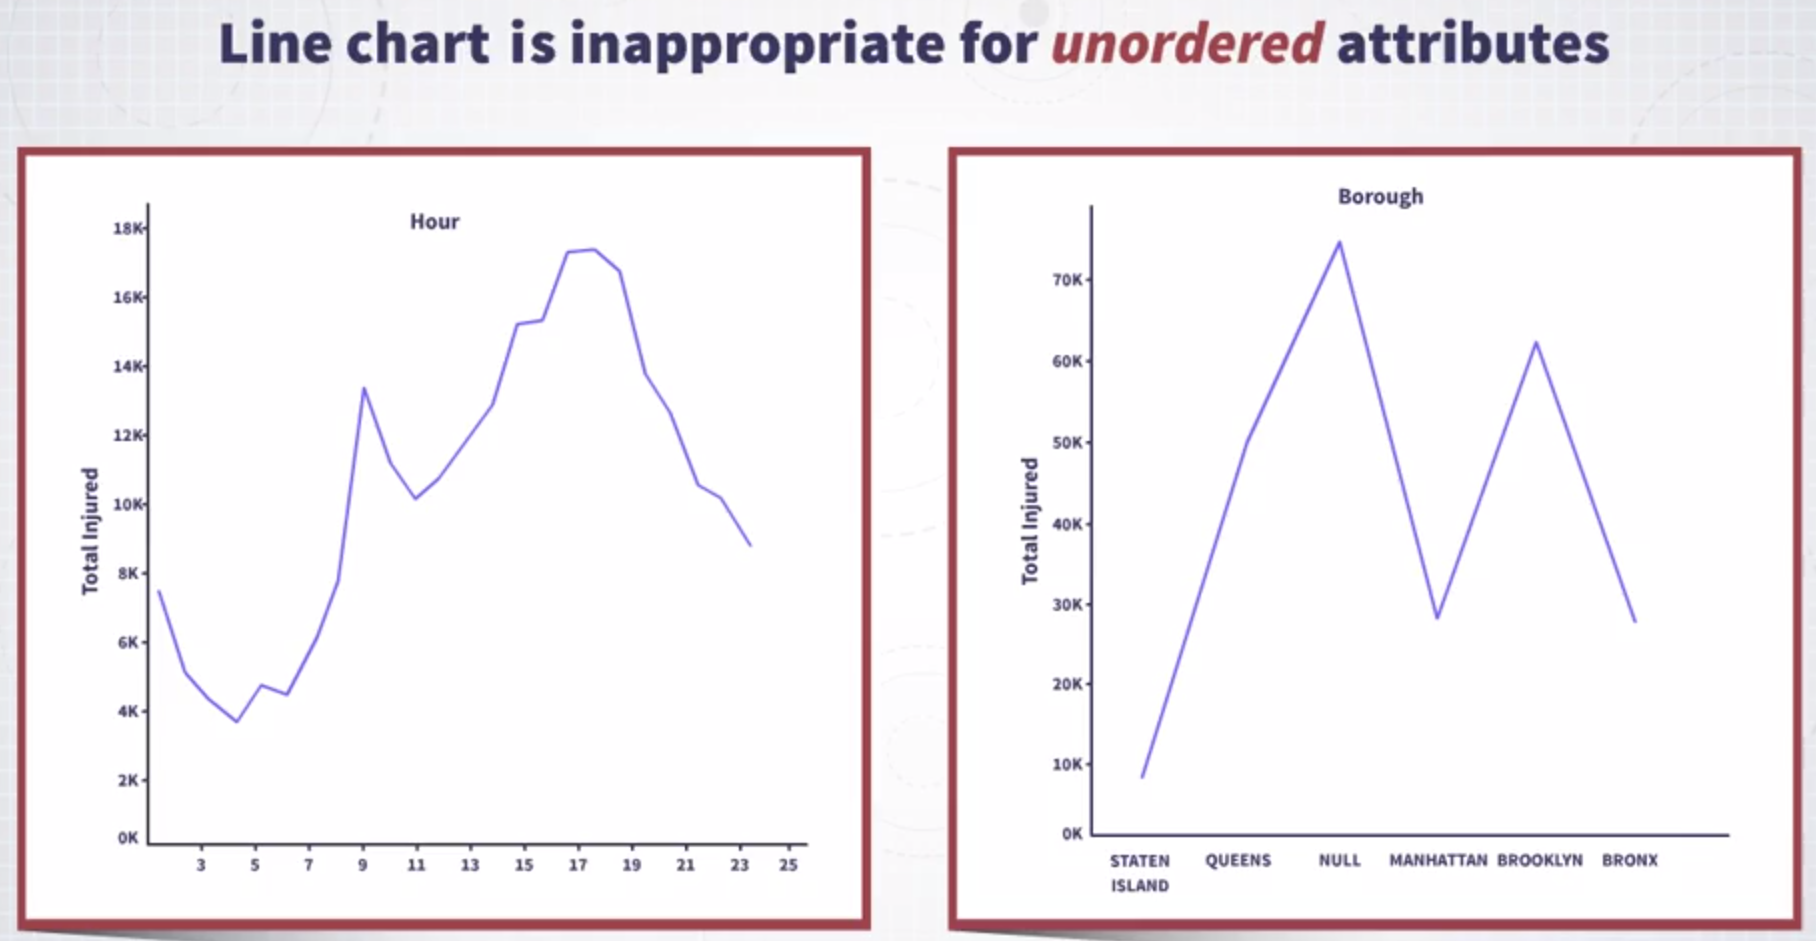 Line chart is inappropriate for unordered attributes
Hour
Total Injured
18K
16K
14K
12K
10K
8K
6K
4K
2K
0K
3 5 7 9 11 13 15 17 19 21 23 25
Borough
Total Injured
70K
60K
50K
40K
30K
20K
10K
0K
STATEN QUEENS NULL MANHATTAN BROOKLYN BRONX
ISLAND